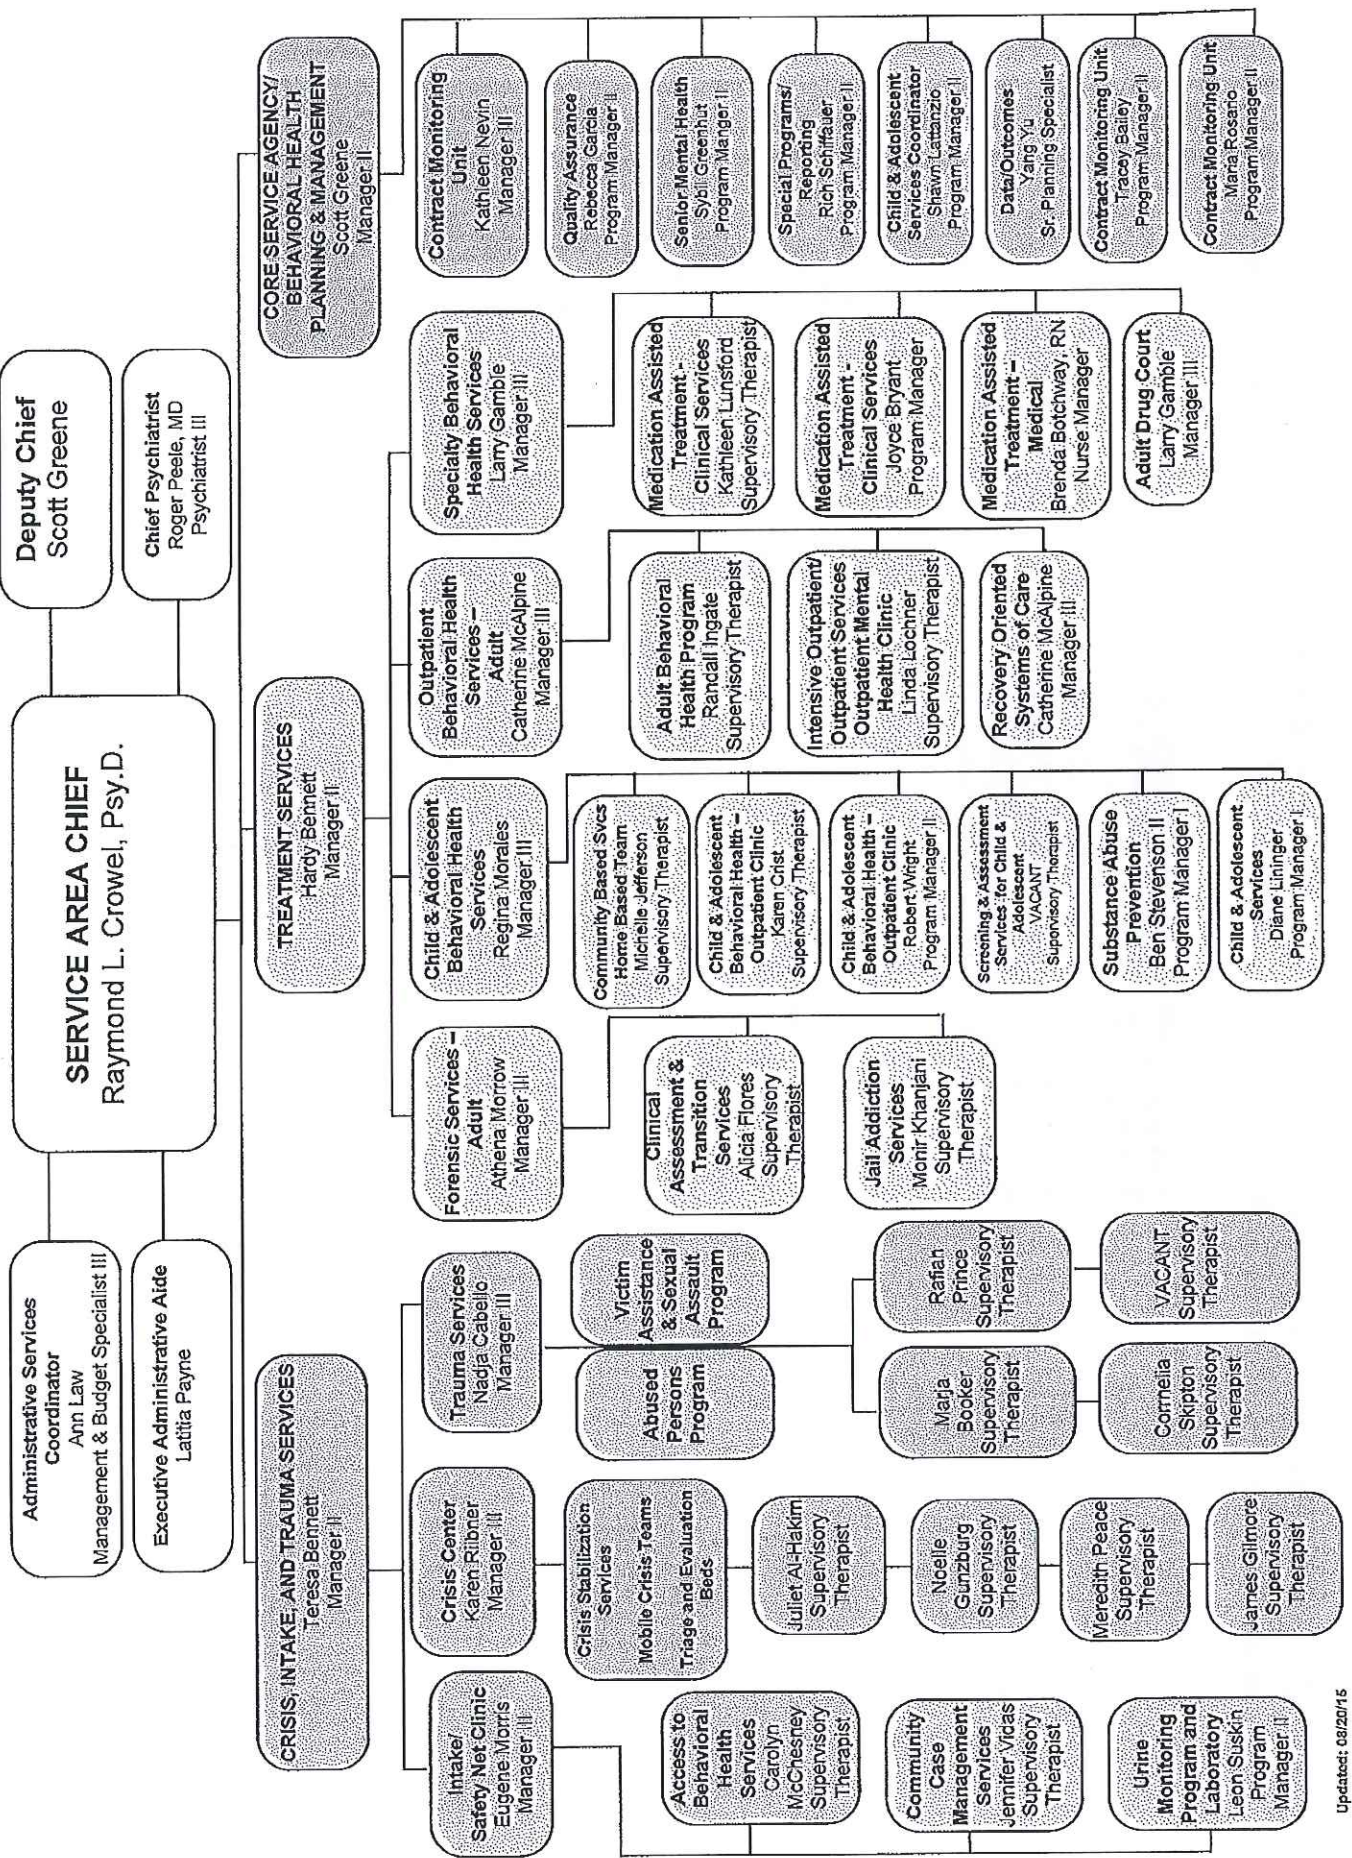 SERVICE AREA CHIEF
Raymond L. Crowel, Psy.D.
Administrative Services
Coordinator
Ann Law
Management & Budget Specialist III
Executive Administrative Aide
Latitia Payne
Deputy Chief
Scott Greene
Chief Psychiatrist
Roger Peele, MD
Psychiatrist III
CRISIS, INTAKE, AND TRAUMA SERVICES
Teresa Bennett
Manager II
TREATMENT SERVICES
Hardy Bennett
Manager II
CORE SERVICE AGENCY/
BEHAVIORAL HEALTH
PLANNING & MANAGEMENT
Scott Greene
Manager II
Intake/
Safety Net Clinic
Eugene Morris
Manager III
Access to
Behavioral
Health
Services
Carolyn
McChesney
Supervisory
Therapist
Community
Case
Management
Services
Jennifer Vidas
Supervisory
Therapist
Urine
Monitoring
Program and
Laboratory
Leon Suskin
Program
Manager II
Crisis Center
Karen Ribner
Manager III
Crisis Stabilization
Services
Mobile Crisis Teams
Triage and Evaluation
Beds
Juliet Al-Hakim
Supervisory
Therapist
Noelle
Gunzburg
Supervisory
Therapist
Meredith Peace
Supervisory
Therapist
James Gilmore
Supervisory
Therapist
Trauma Services
Nadja Cabello
Manager III
Abused
Persons
Program
Victim
Assistance
& Sexual
Assault
Program
Marja
Booker
Supervisory
Therapist
Rafian
Prince
Supervisory
Therapist
Cornelia
Skipton
Supervisory
Therapist
VACANT
Supervisory
Therapist
Forensic Services –
Adult
Athena Morrow
Manager III
Clinical
Assessment &
Transition
Services
Alicia Flores
Supervisory
Therapist
Jail Addiction
Services
Monir Khanjani
Supervisory
Therapist
Child & Adolescent
Behavioral Health
Services
Regina Morales
Manager III
Community Based Svcs
Home Based Team
Michelle Jefferson
Supervisory Therapist
Child & Adolescent
Behavioral Health –
Outpatient Clinic
Karen Crist
Supervisory Therapist
Child & Adolescent
Behavioral Health –
Outpatient Clinic
Robert Wright
Program Manager II
Screening & Assessment
Services for Child &
Adolescent
VACANT
Supervisory Therapist
Substance Abuse
Prevention
Ben Stevenson II
Program Manager I
Child & Adolescent
Services
Diane Lininger
Program Manager I
Outpatient
Behavioral Health
Services –
Adult
Catherine McAlpine
Manager III
Adult Behavioral
Health Program
Randall Ingate
Supervisory Therapist
Intensive Outpatient/
Outpatient Services
Outpatient Mental
Health Clinic
Linda Lochner
Supervisory Therapist
Recovery Oriented
Systems of Care
Catherine McAlpine
Manager III
Specialty Behavioral
Health Services
Larry Gamble
Manager III
Medication Assisted
Treatment -
Clinical Services
Kathleen Lunsford
Supervisory Therapist
Medication Assisted
Treatment -
Clinical Services
Joyce Bryant
Program Manager
Medication Assisted
Treatment –
Medical
Brenda Botchway, RN
Nurse Manager
Adult Drug Court
Larry Gamble
Manager III
Contract Monitoring
Unit
Kathleen Nevin
Manager III
Quality Assurance
Rebecca Garcia
Program Manager II
Senior Mental Health
Sybil Greenhut
Program Manger II
Special Programs/
Reporting
Rich Schiffauer
Program Manager II
Child & Adolescent
Services Coordinator
Shawn Lattanzio
Program Manager II
Data/Outcomes
Yang Yu
Sr. Planning Specialist
Contract Monitoring Unit
Tracey Bailey
Program Manager II
Contract Monitoring Unit
Maria Rosario
Program Manager II
Updated: 08/20/15